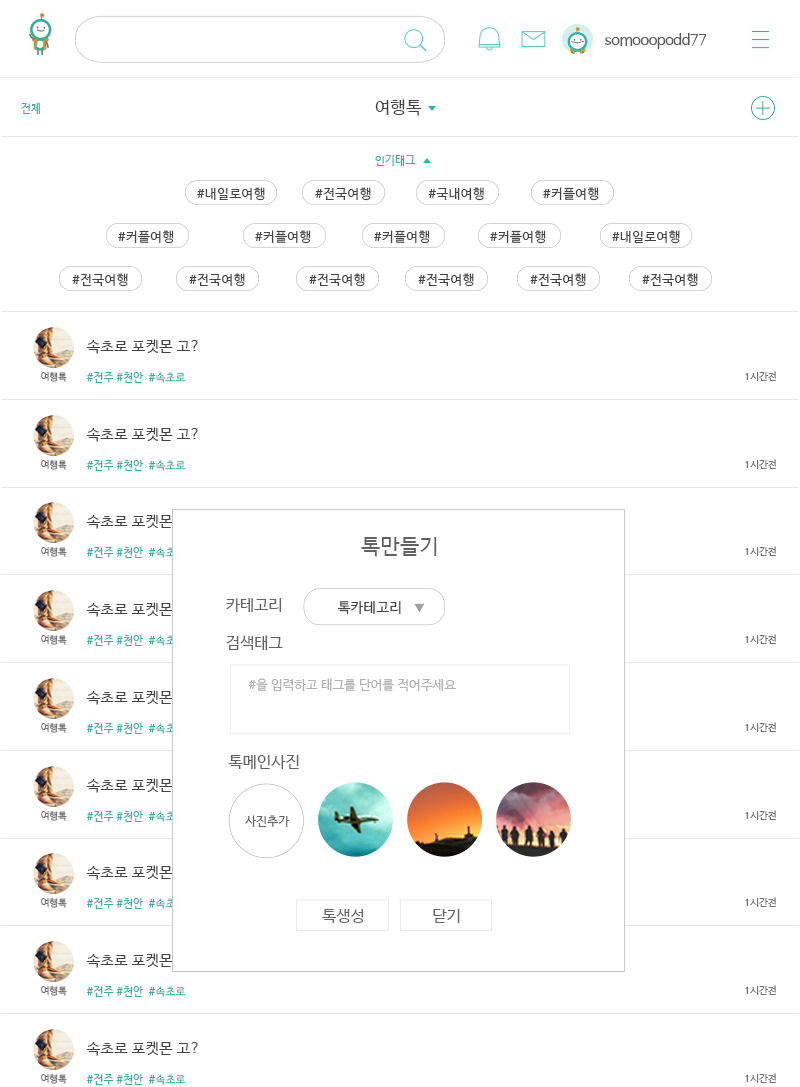 somooopodd77
전체
여행톡
인기태그
#내일로여행 #전국여행 #국내여행 #커플여행
#커플여행 #커플여행 #커플여행 #커플여행 #내일로여행
#전국여행 #전국여행 #전국여행 #전국여행 #전국여행 #전국여행
속초로 포켓몬 고?
여행톡 #전주 #천안 #속초로 1시간전
속초로 포켓몬 고?
여행톡 #전주 #천안 #속초로 1시간전
속초로 포켓몬
여행톡 #전주 #천안 #속초 1시간전
속초로 포켓몬
여행톡 #전주 #천안 #속초 1시간전
속초로 포켓몬
여행톡 #전주 #천안 #속초 1시간전
속초로 포켓몬
여행톡 #전주 #천안 #속초 1시간전
속초로 포켓몬
여행톡 #전주 #천안 #속초 1시간전
속초로 포켓몬
여행톡 #전주 #천안 #속초로 1시간전
속초로 포켓몬 고?
여행톡 #전주 #천안 #속초로 1시간전
톡만들기
카테고리 톡카테고리
검색태그
#을 입력하고 태그를 단어를 적어주세요
톡메인사진
사진추가
톡생성 닫기